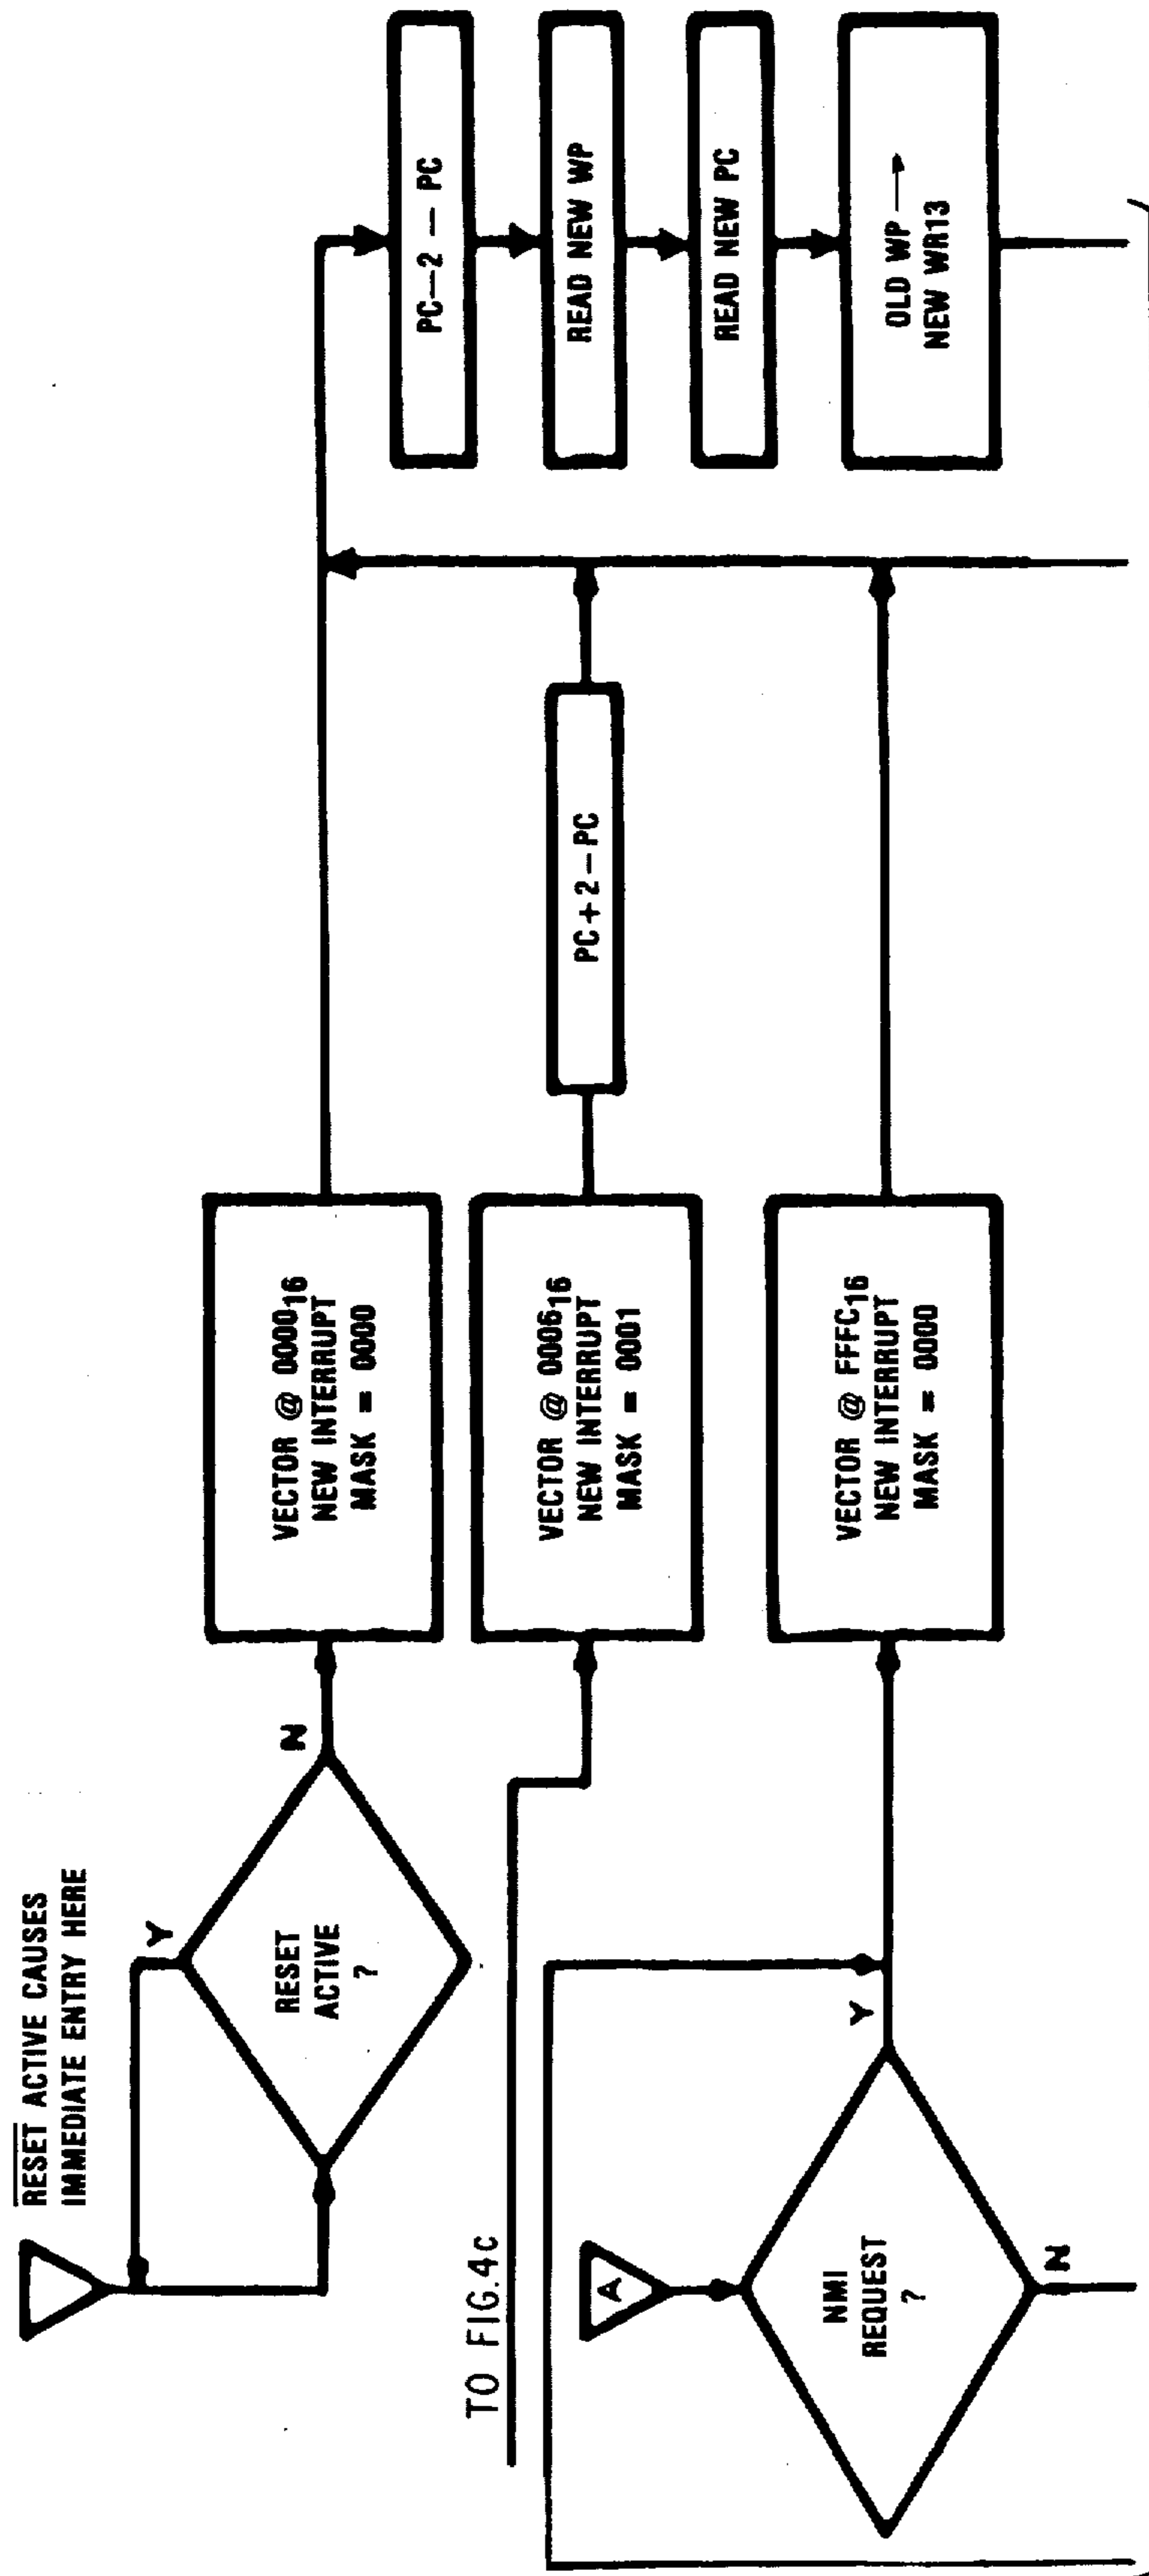 RESET ACTIVE CAUSES
IMMEDIATE ENTRY HERE
Y
RESET
ACTIVE
?
N
VECTOR @ 0000₁₆
NEW INTERRUPT
MASK = 0000
TO FIG.4c
VECTOR @ 0006₁₆
NEW INTERRUPT
MASK = 0001
PC+2—PC
A
NMI
REQUEST
?
Y
N
VECTOR @ FFFC₁₆
NEW INTERRUPT
MASK = 0000
PC—2 — PC
READ NEW WP
READ NEW PC
OLD WP →
NEW WR13